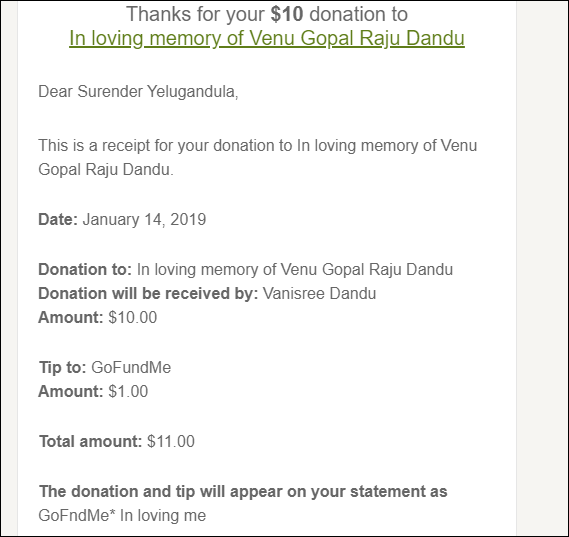 Thanks for your $10 donation to
In loving memory of Venu Gopal Raju Dandu
Dear Surender Yelugandula,
This is a receipt for your donation to In loving memory of Venu
Gopal Raju Dandu.
Date: January 14, 2019
Donation to: In loving memory of Venu Gopal Raju Dandu
Donation will be received by: Vanisree Dandu
Amount: $10.00
Tip to: GoFundMe
Amount: $1.00
Total amount: $11.00
The donation and tip will appear on your statement as
GoFndMe* In loving me